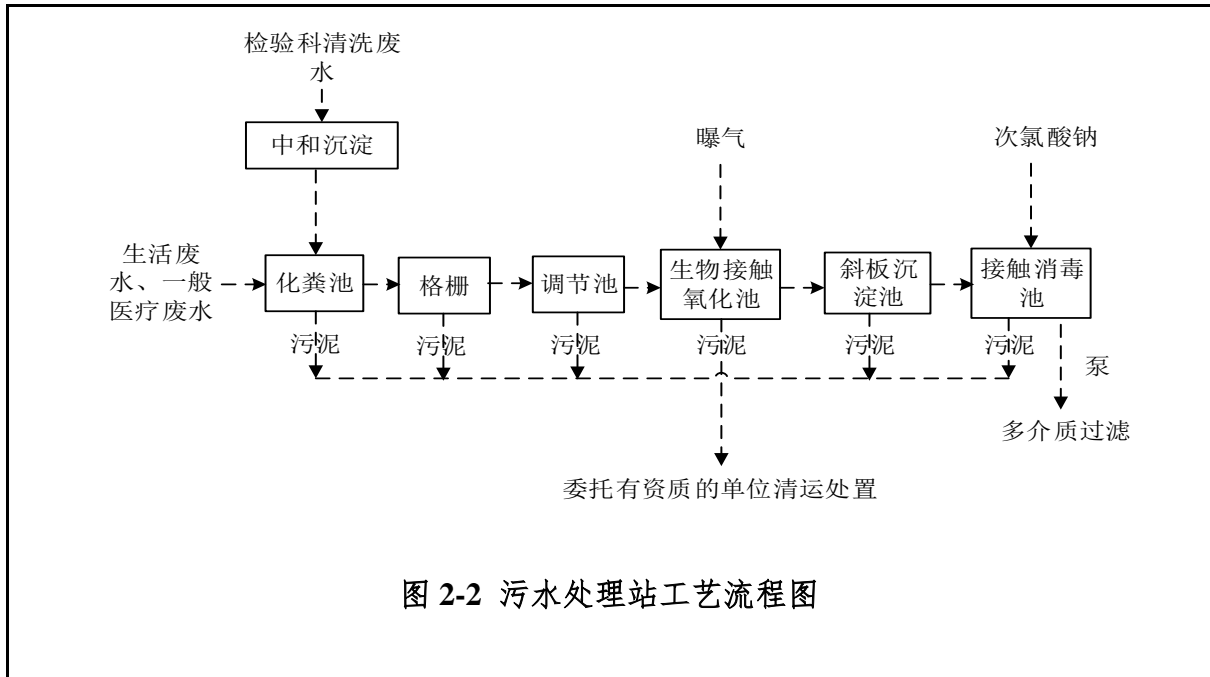 检验科清洗废
水
中和沉淀
曝气
次氯酸钠
生活废
水、一般
医疗废水
化粪池
格栅
调节池
生物接触
氧化池
斜板沉
淀池
接触消毒
池
污泥
污泥
污泥
污泥
污泥
污泥
泵
多介质过滤
委托有资质的单位清运处置
图 2-2 污水处理站工艺流程图